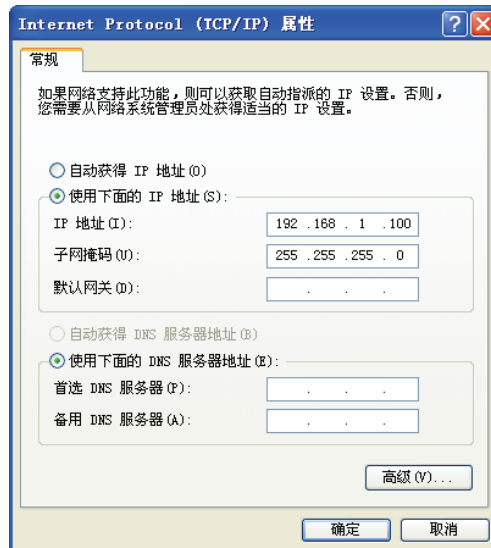 Internet Protocol (TCP/IP) 属性
常规
如果网络支持此功能，则可以获取自动指派的 IP 设置。否则，
您需要从网络系统管理员处获得适当的 IP 设置。
自动获得 IP 地址(O)
使用下面的 IP 地址(S):
IP 地址(I): 192 .168 . 1 .100
子网掩码(U): 255 .255 .255 . 0
默认网关(D): . . .
自动获得 DNS 服务器地址(B)
使用下面的 DNS 服务器地址(E):
首选 DNS 服务器(P): . . .
备用 DNS 服务器(A): . . .
高级(V)...
确定 取消